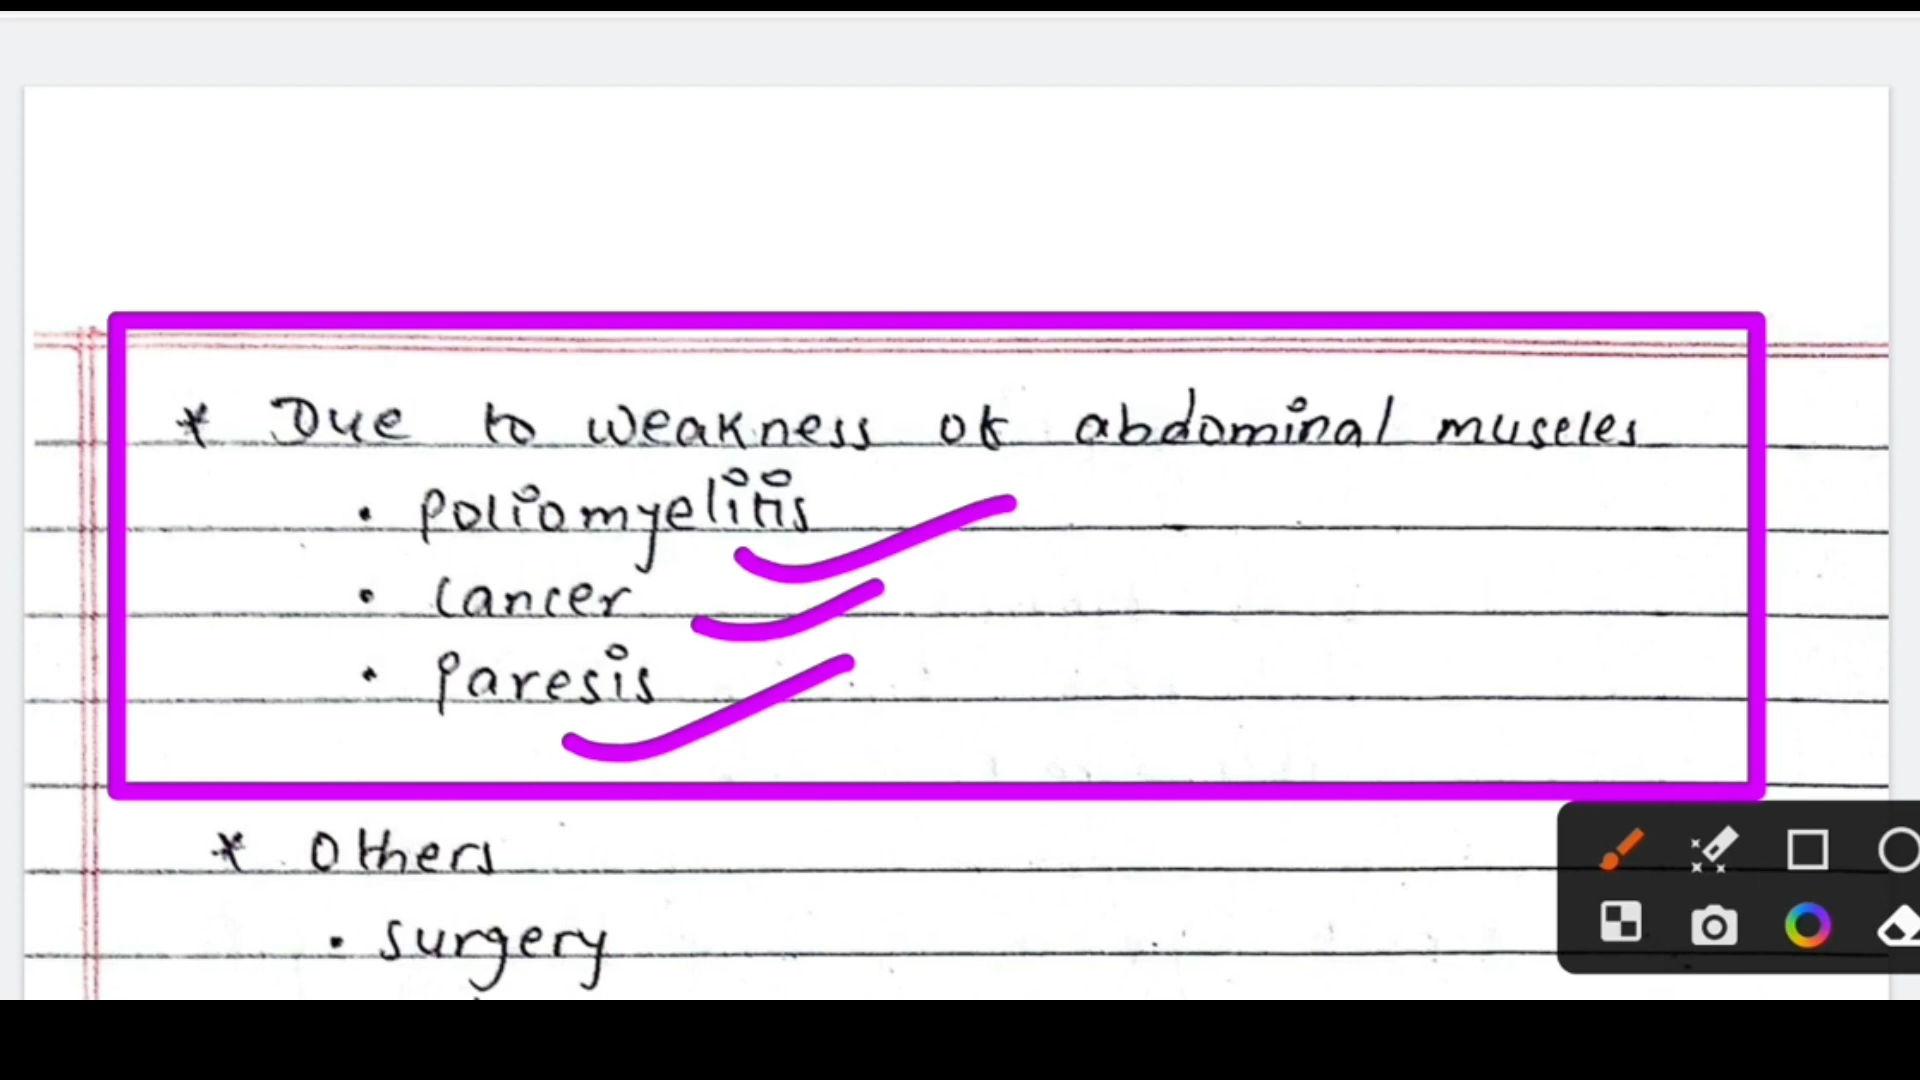 * Due to weakness of abdominal muscles
• poliomyelitis
• cancer
• paresis
* Others
• surgery